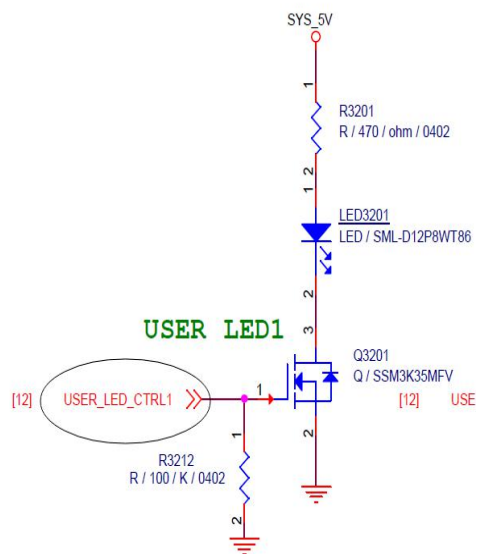 SYS_5V
1
R3201
R / 470 / ohm / 0402
2
1
LED3201
LED / SML-D12P8WT86
2
USER LED1
3
Q3201
Q / SSM3K35MFV
[12] USER_LED_CTRL1
1
[12] USE
2
1
R3212
R / 100 / K / 0402
2